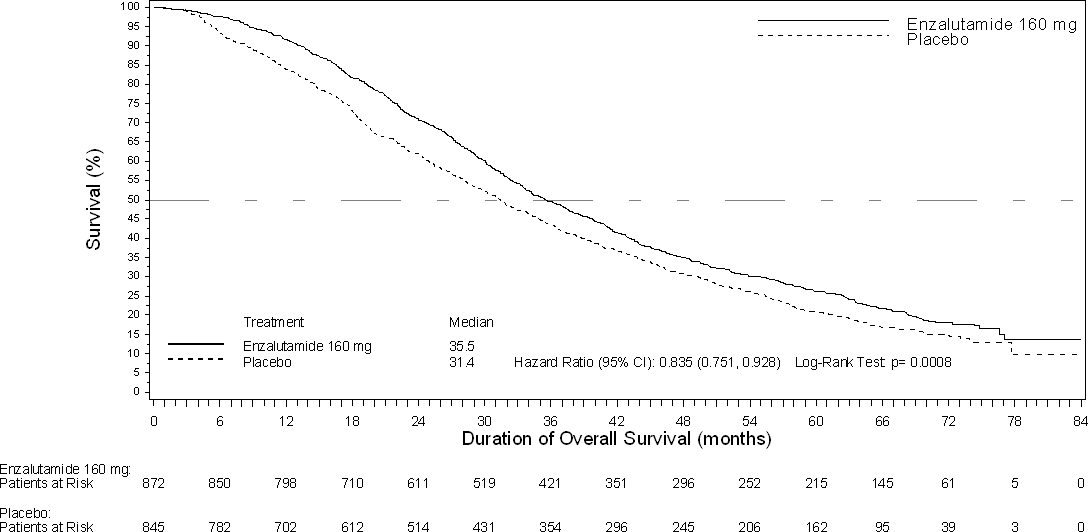 100
95
90
85
80
75
70
65
60
55
50
45
40
35
30
25
20
15
10
5
0
Survival (%)
Enzalutamide 160 mg
Placebo
Treatment Median
Enzalutamide 160 mg 35.5
Placebo 31.4 Hazard Ratio (95% CI): 0.835 (0.751, 0.928) Log-Rank Test: p= 0.0008
0 6 12 18 24 30 36 42 48 54 60 66 72 78 84
Duration of Overall Survival (months)
Enzalutamide 160 mg:
Patients at Risk 872 850 798 710 611 519 421 351 296 252 215 145 61 5 0
Placebo:
Patients at Risk 845 782 702 612 514 431 354 296 245 206 162 95 39 3 0